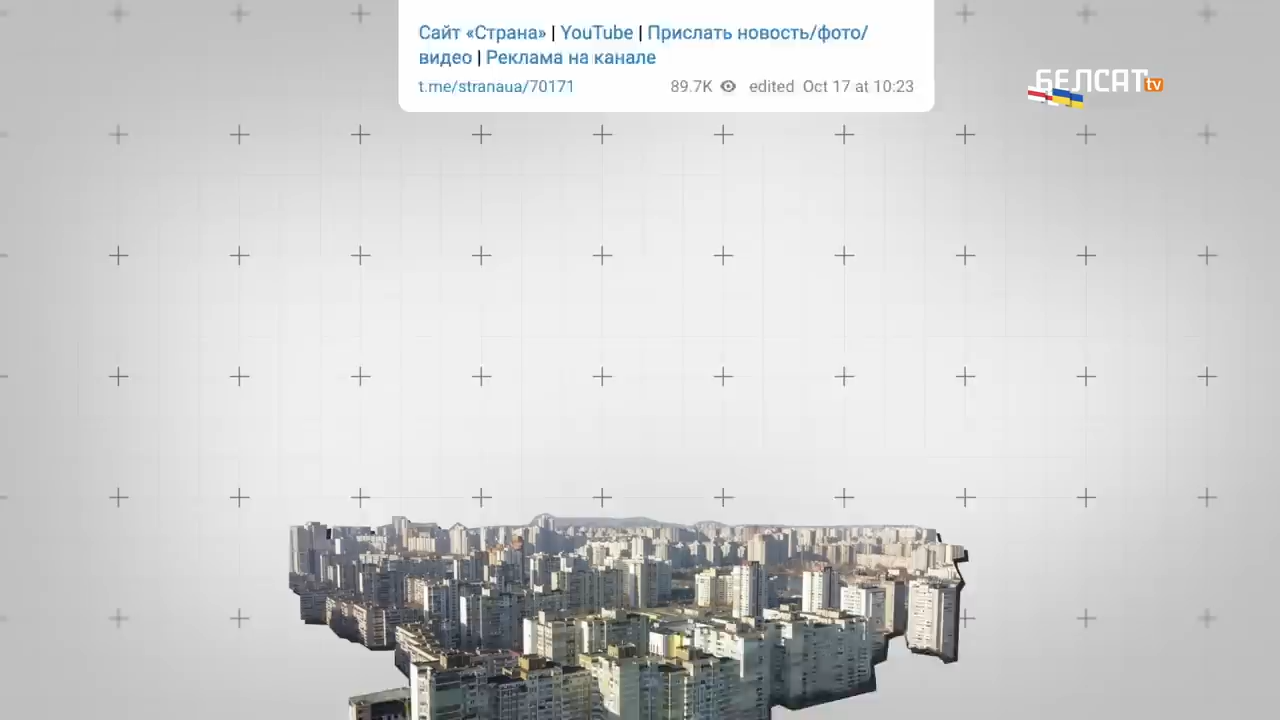 Сайт «Страна» | YouTube | Прислать новость/фото/
видео | Реклама на канале
t.me/stranaua/70171 89.7K edited Oct 17 at 10:23
БЕЛСАТ tv